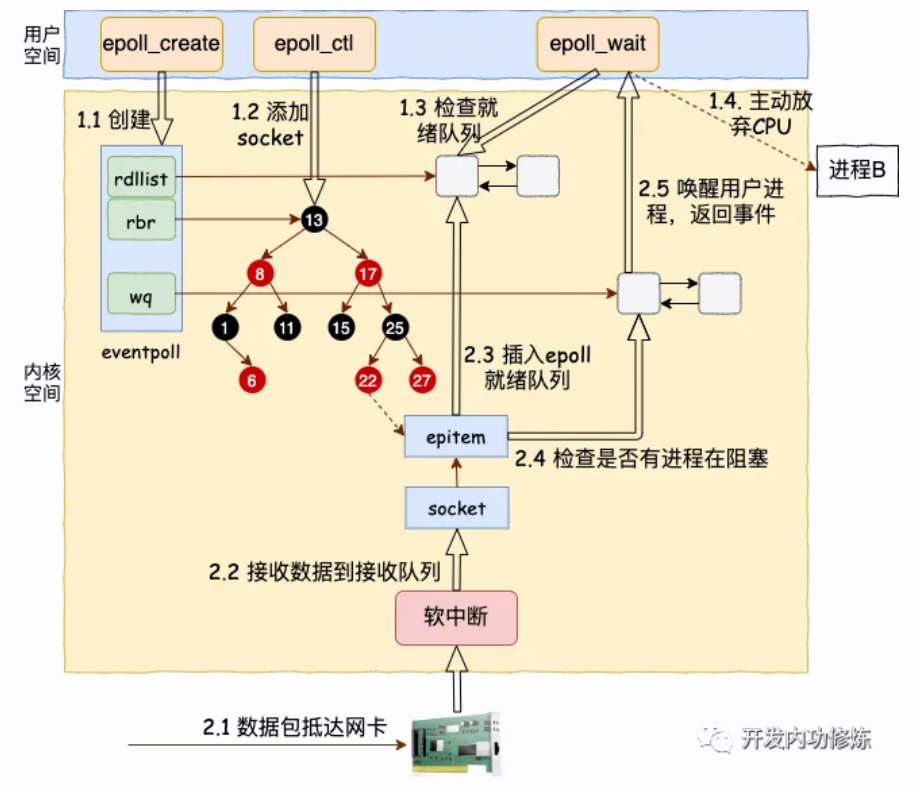 用户
空间
epoll_create
epoll_ctl
epoll_wait
1.1 创建
1.2 添加
socket
1.3 检查就
绪队列
1.4. 主动放
弃CPU
进程B
rdllist
rbr
wq
eventpoll
13
8
17
1
11
15
25
6
22
27
2.5 唤醒用户进
程，返回事件
内核
空间
2.3 插入epoll
就绪队列
epitem
2.4 检查是否有进程在阻塞
socket
2.2 接收数据到接收队列
软中断
2.1 数据包抵达网卡
开发内功修炼